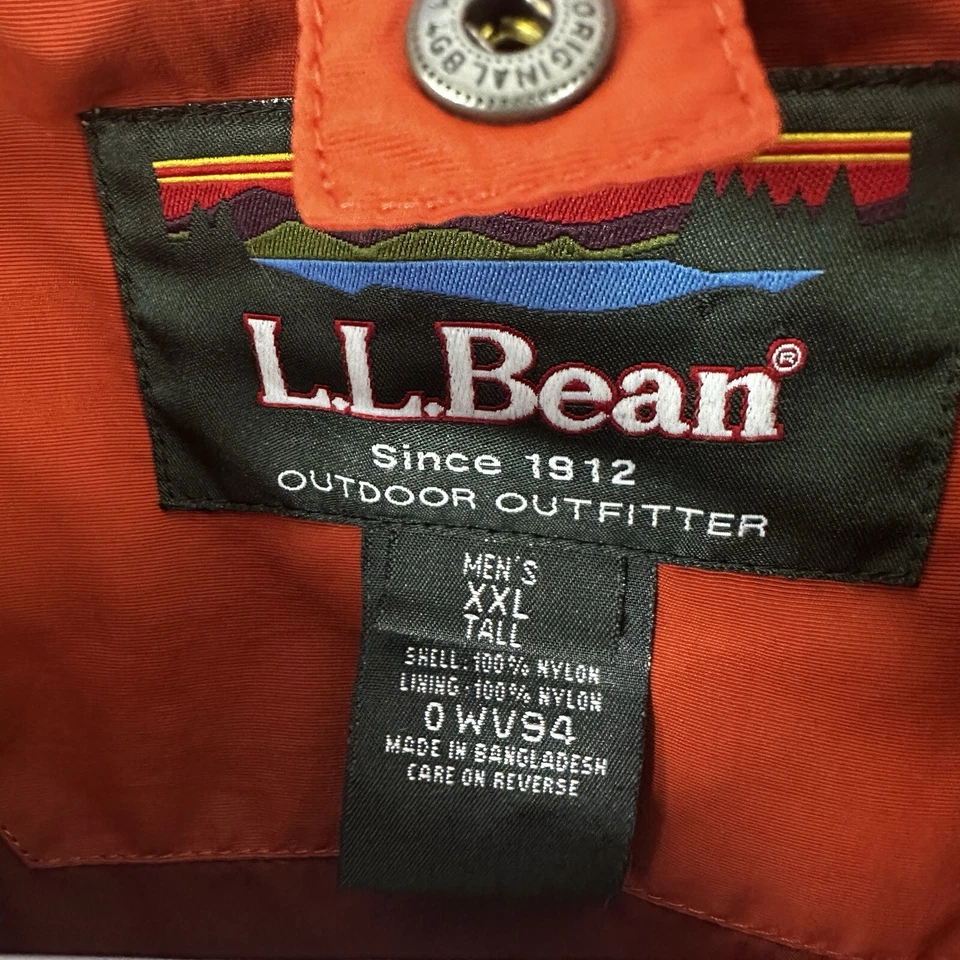 ORIGINAL
L.L.Bean®
Since 1912
OUTDOOR OUTFITTER
MEN'S
XXL
TALL
SHELL: 100% NYLON
LINING: 100% NYLON
0WV94
MADE IN BANGLADESH
CARE ON REVERSE